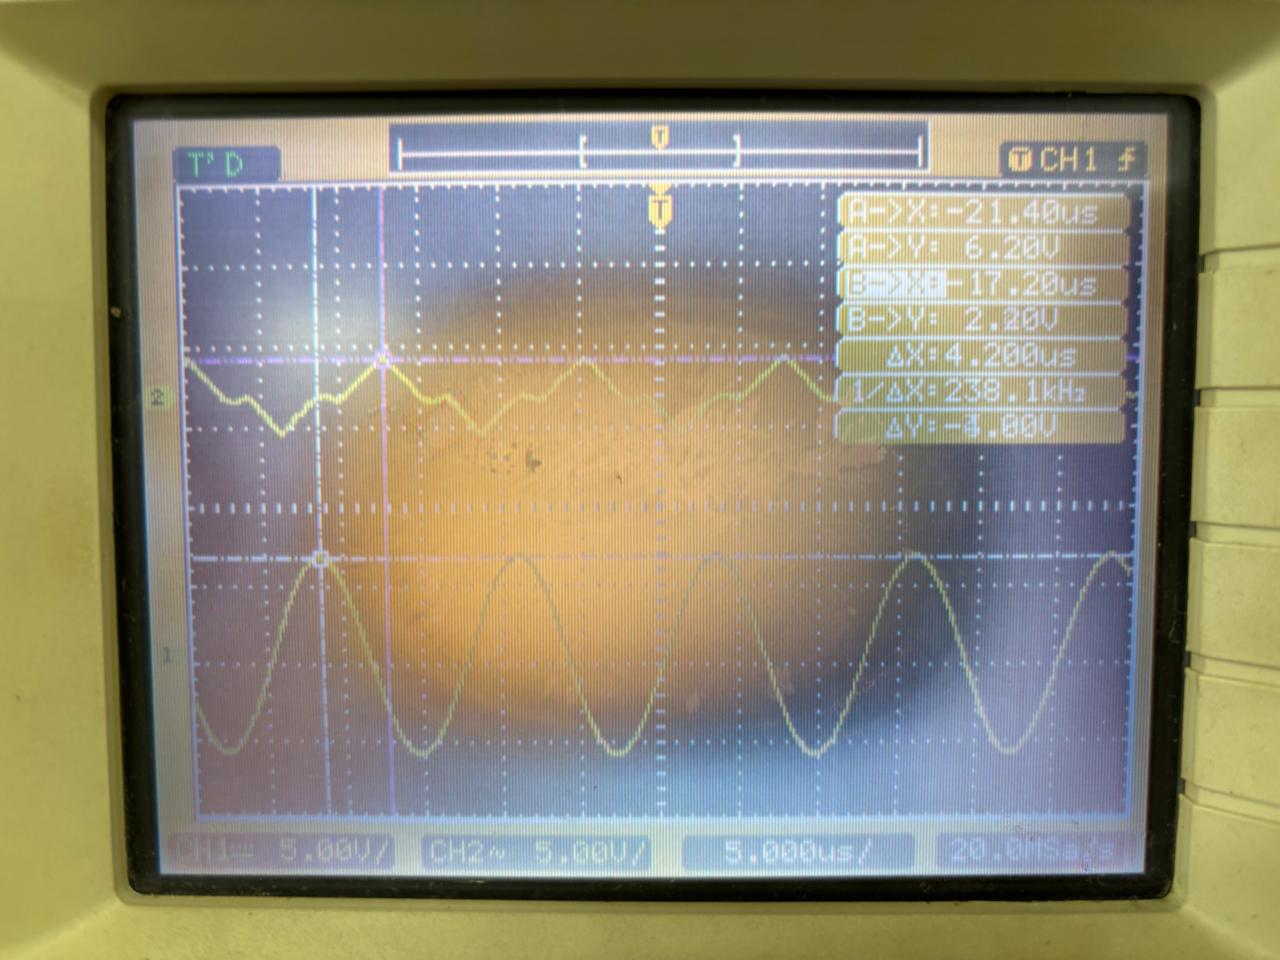 T
T' D
T CH1
T
A->X:-21.40us
A->Y: 6.20V
B->X:-17.20us
B->Y: 2.20V
ΔX:4.200us
1/ΔX:238.1kHz
ΔY:-4.00V
2
1
CH1 5.00V/ CH2~ 5.00V/ 5.000us/ 20.0MSa/s